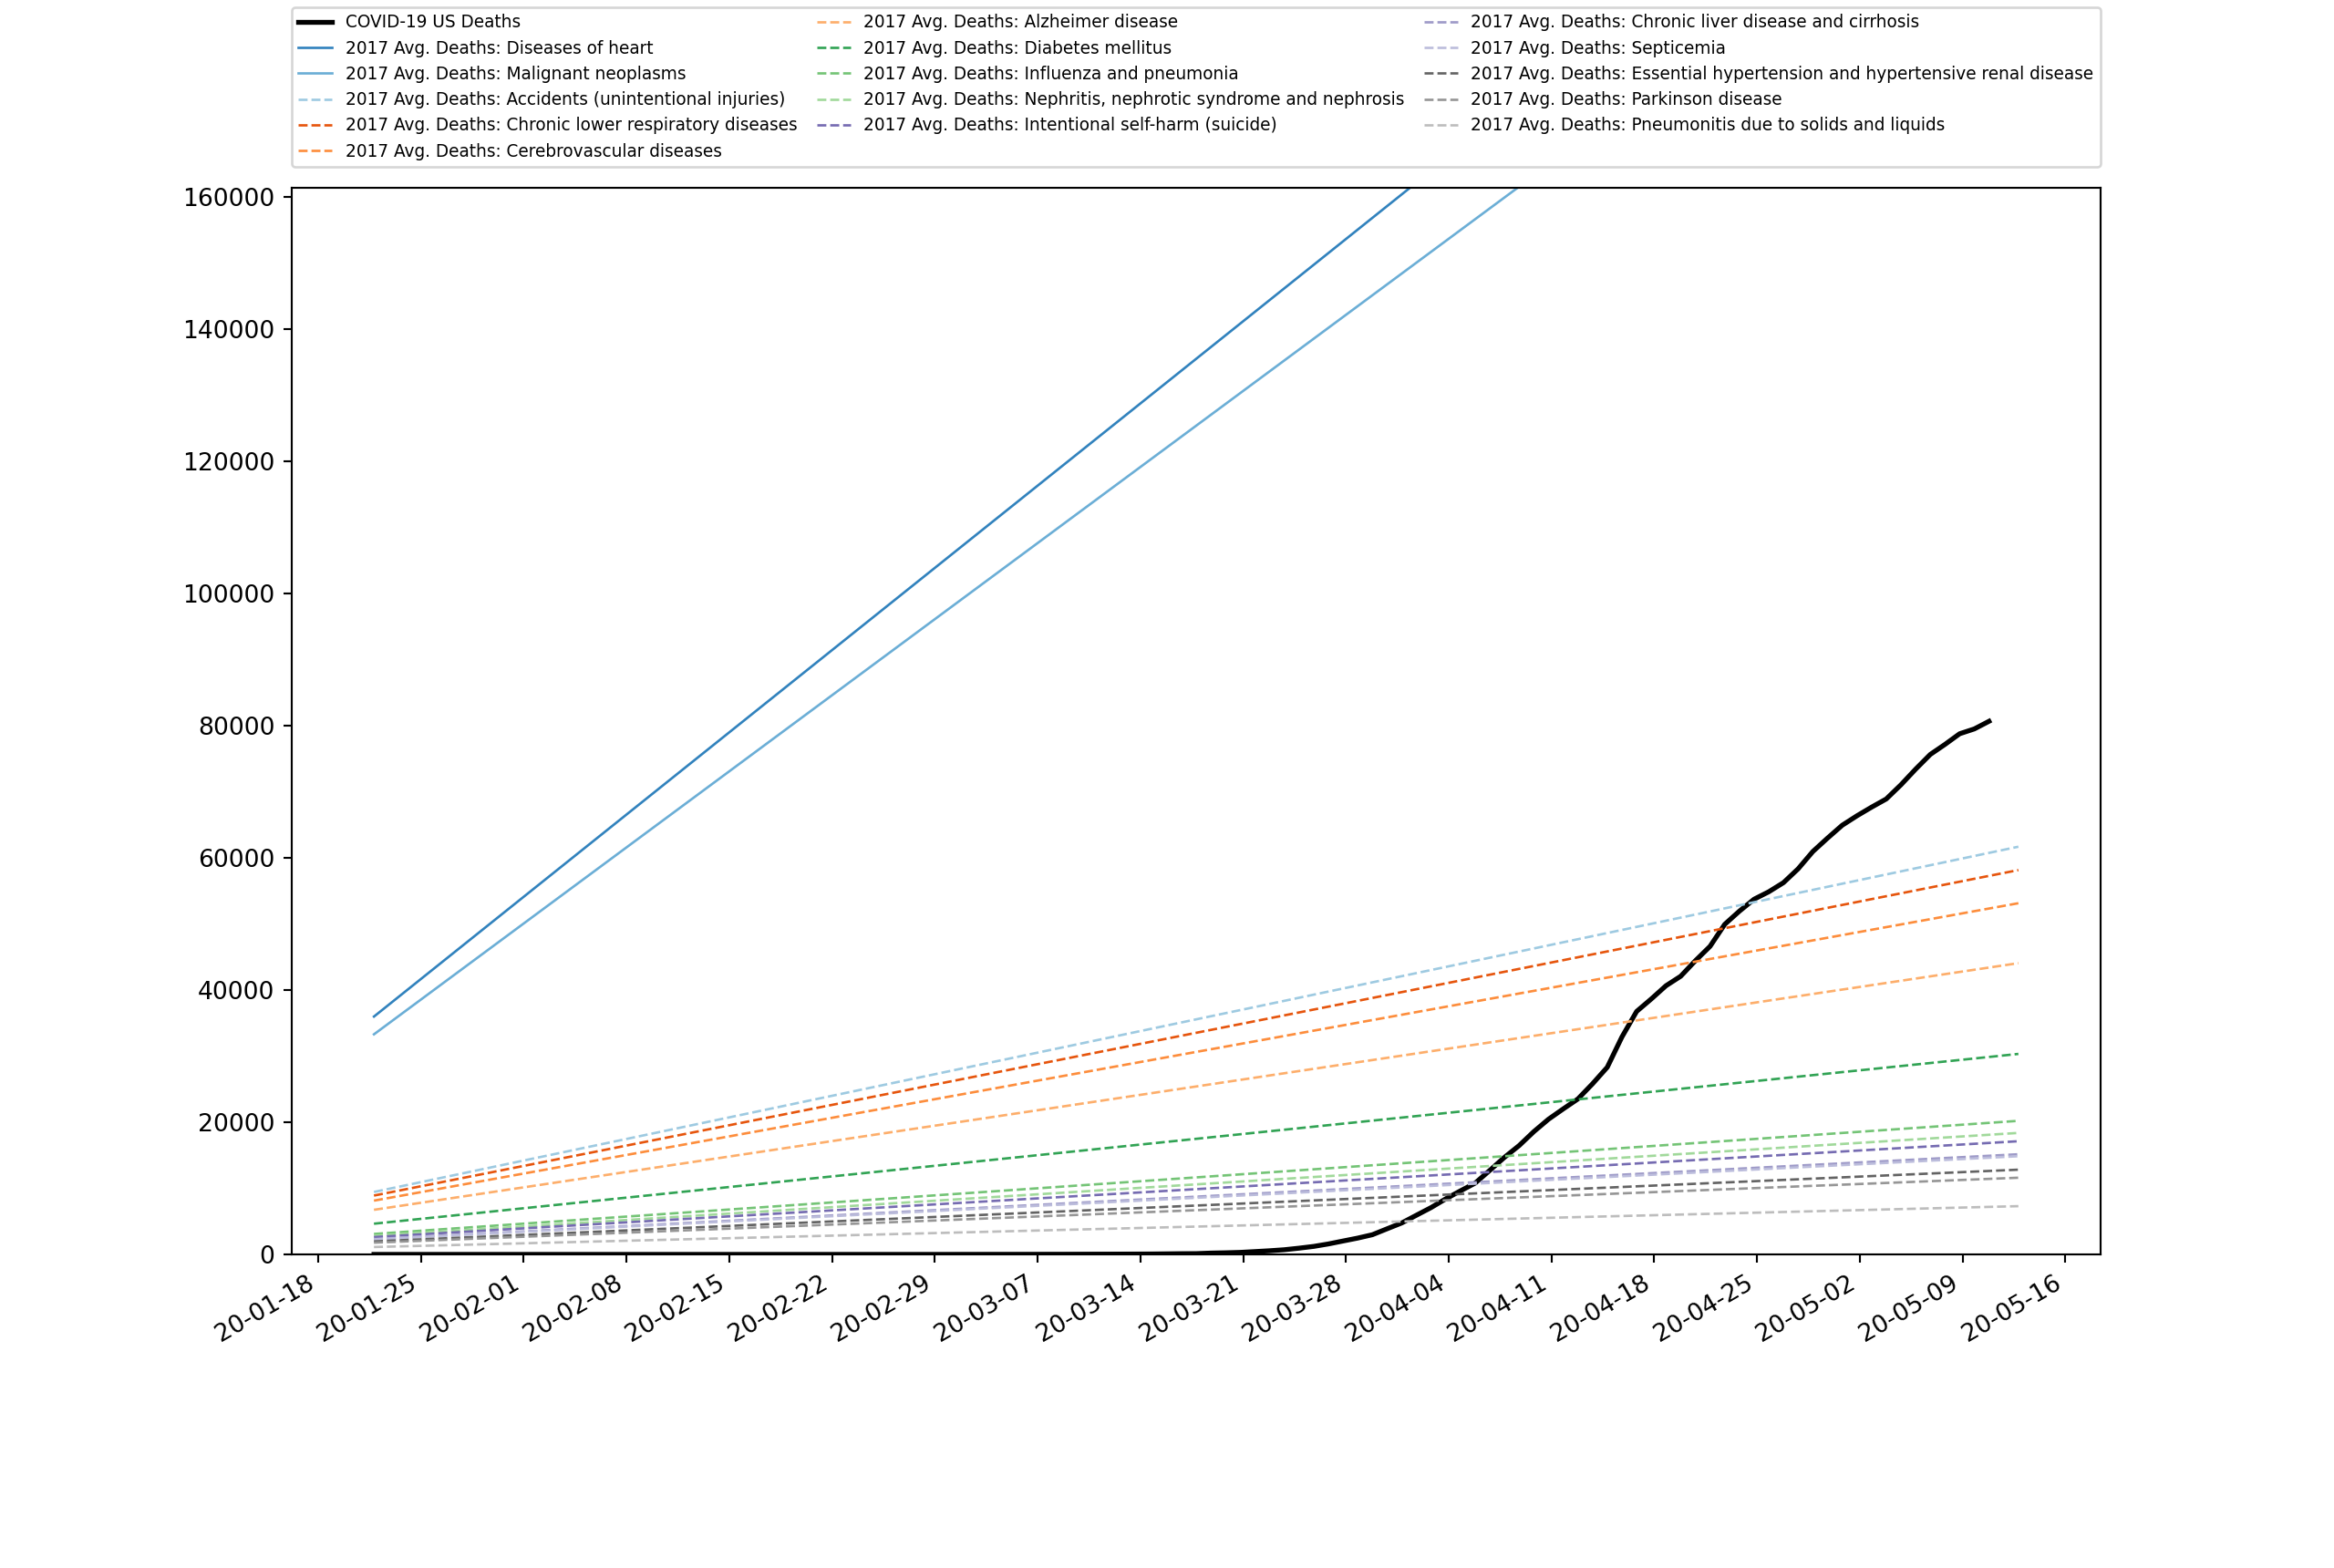 COVID-19 US Deaths
2017 Avg. Deaths: Diseases of heart
2017 Avg. Deaths: Malignant neoplasms
2017 Avg. Deaths: Accidents (unintentional injuries)
2017 Avg. Deaths: Chronic lower respiratory diseases
2017 Avg. Deaths: Cerebrovascular diseases
2017 Avg. Deaths: Alzheimer disease
2017 Avg. Deaths: Diabetes mellitus
2017 Avg. Deaths: Influenza and pneumonia
2017 Avg. Deaths: Nephritis, nephrotic syndrome and nephrosis
2017 Avg. Deaths: Intentional self-harm (suicide)
2017 Avg. Deaths: Chronic liver disease and cirrhosis
2017 Avg. Deaths: Septicemia
2017 Avg. Deaths: Essential hypertension and hypertensive renal disease
2017 Avg. Deaths: Parkinson disease
2017 Avg. Deaths: Pneumonitis due to solids and liquids
160000
140000
120000
100000
80000
60000
40000
20000
0
20-01-18
20-01-25
20-02-01
20-02-08
20-02-15
20-02-22
20-02-29
20-03-07
20-03-14
20-03-21
20-03-28
20-04-04
20-04-11
20-04-18
20-04-25
20-05-02
20-05-09
20-05-16